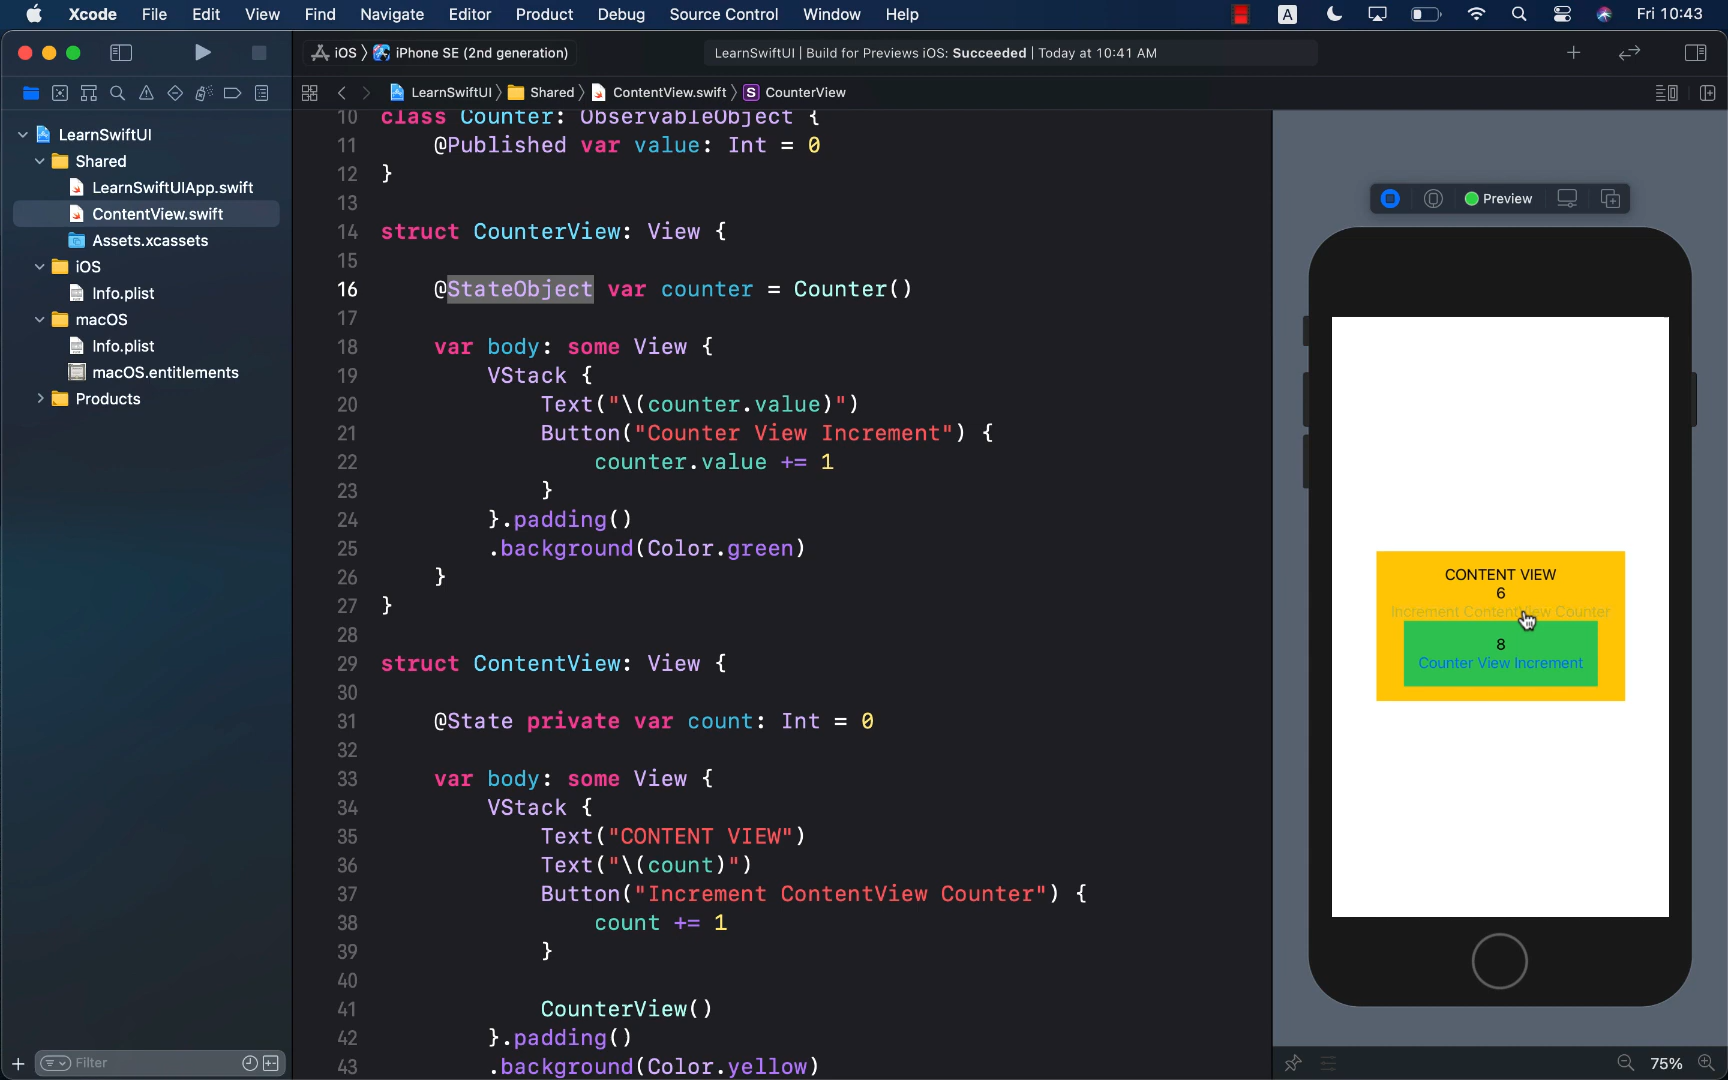 Xcode File Edit View Find Navigate Editor Product Debug Source Control Window Help A Fri 10:43
iOS iPhone SE (2nd generation) LearnSwiftUI | Build for Previews iOS: Succeeded | Today at 10:41 AM
LearnSwiftUI Shared ContentView.swift S CounterView
LearnSwiftUI
Shared
LearnSwiftUIApp.swift
ContentView.swift
Assets.xcassets
iOS
Info.plist
macOS
Info.plist
macOS.entitlements
Products
Filter
10 class Counter: ObservableObject {
11 @Published var value: Int = 0
12 }
13
14 struct CounterView: View {
15
16 @StateObject var counter = Counter()
17
18 var body: some View {
19 VStack {
20 Text("\(counter.value)")
21 Button("Counter View Increment") {
22 counter.value += 1
23 }
24 }.padding()
25 .background(Color.green)
26 }
27 }
28
29 struct ContentView: View {
30
31 @State private var count: Int = 0
32
33 var body: some View {
34 VStack {
35 Text("CONTENT VIEW")
36 Text("\(count)")
37 Button("Increment ContentView Counter") {
38 count += 1
39 }
40
41 CounterView()
42 }.padding()
43 .background(Color.yellow)
Preview
CONTENT VIEW
6
Increment ContentView Counter
8
Counter View Increment
75%